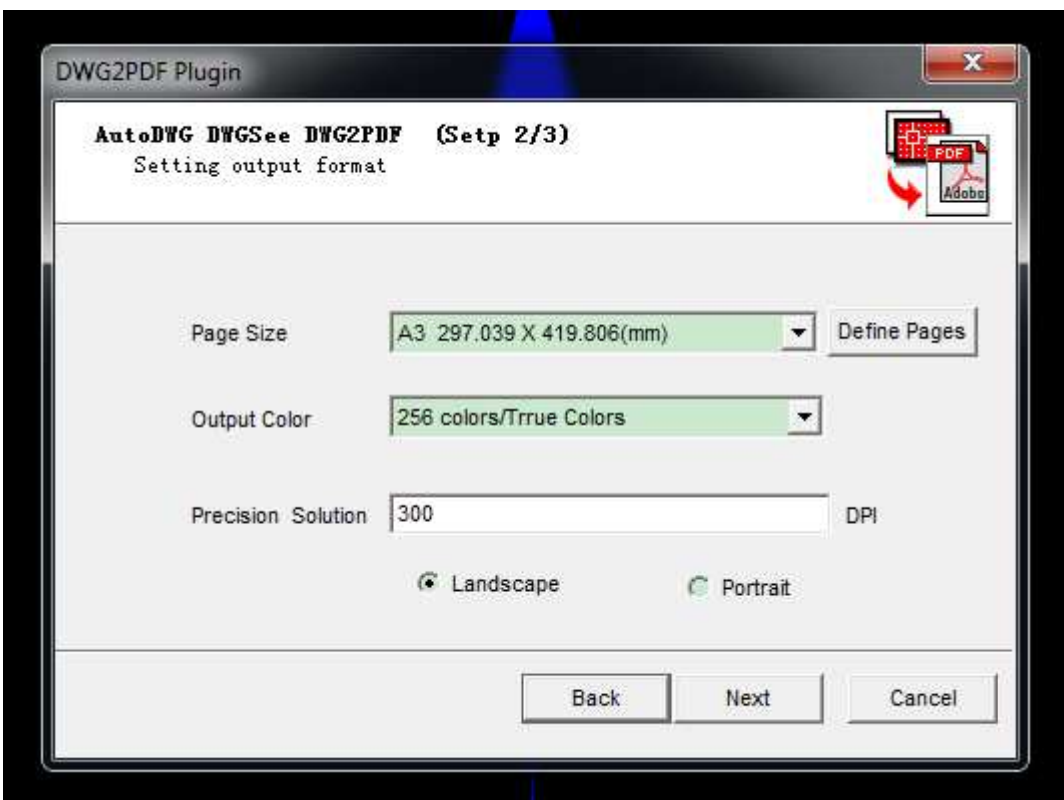 DWG2PDF Plugin
AutoDWG DWGSee DWG2PDF (Setp 2/3)
Setting output format
PDF
Adobe
Page Size A3 297.039 X 419.806(mm) Define Pages
Output Color 256 colors/Trrue Colors
Precision Solution 300 DPI
Landscape Portrait
Back Next Cancel